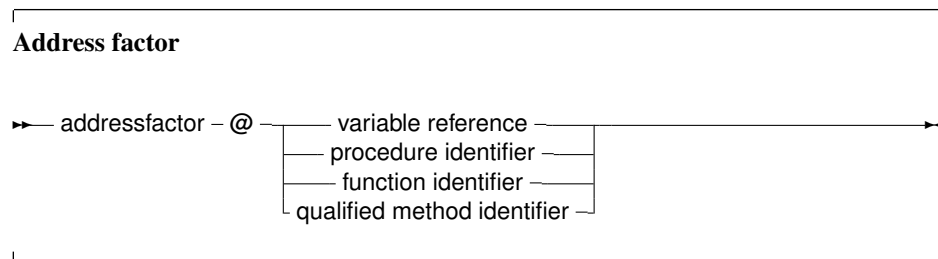 Address factor
addressfactor @ variable reference
procedure identifier
function identifier
qualified method identifier